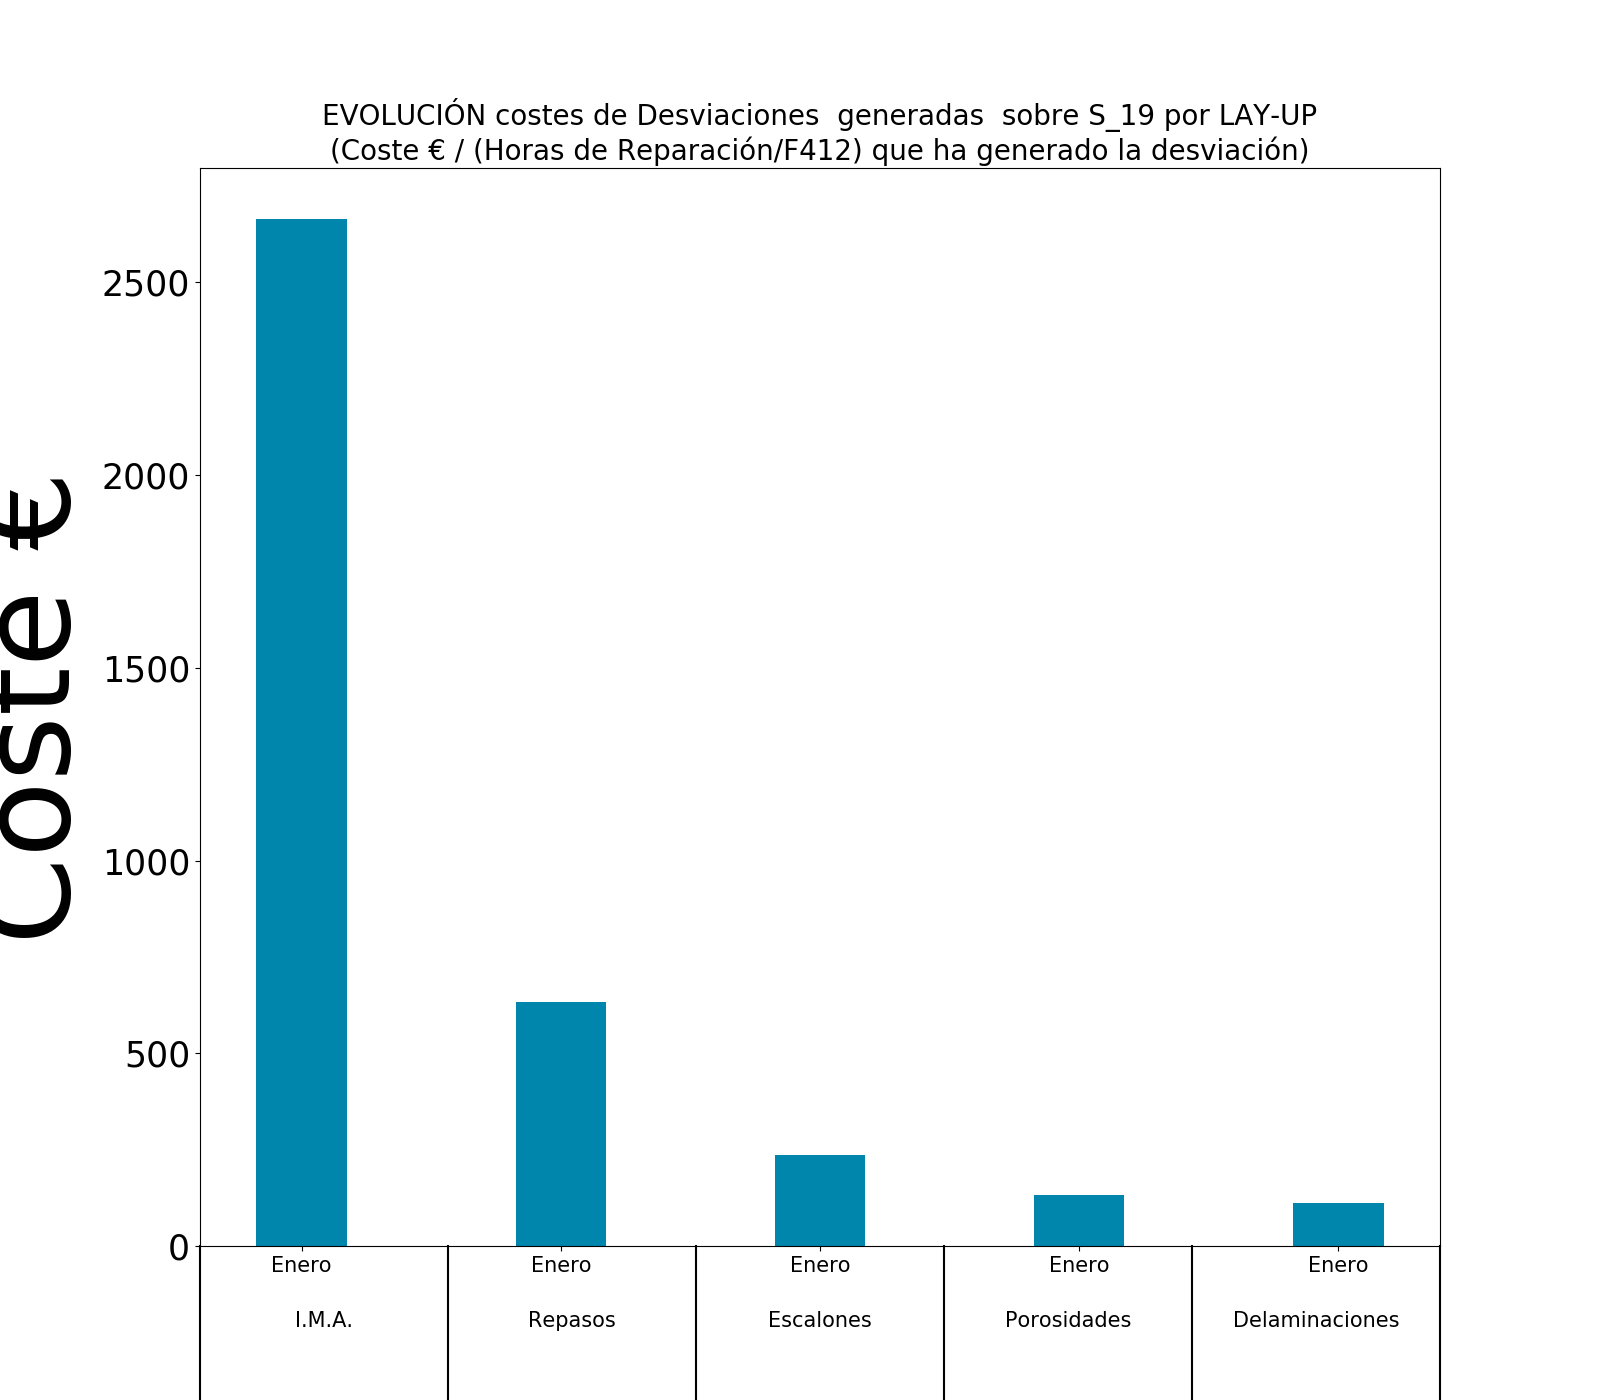 EVOLUCIÓN costes de Desviaciones  generadas  sobre S_19 por LAY-UP
(Coste € / (Horas de Reparación/F412) que ha generado la desviación)
Coste €
2500
2000
1500
1000
500
0
Enero Enero Enero Enero Enero
I.M.A. Repasos Escalones Porosidades Delaminaciones